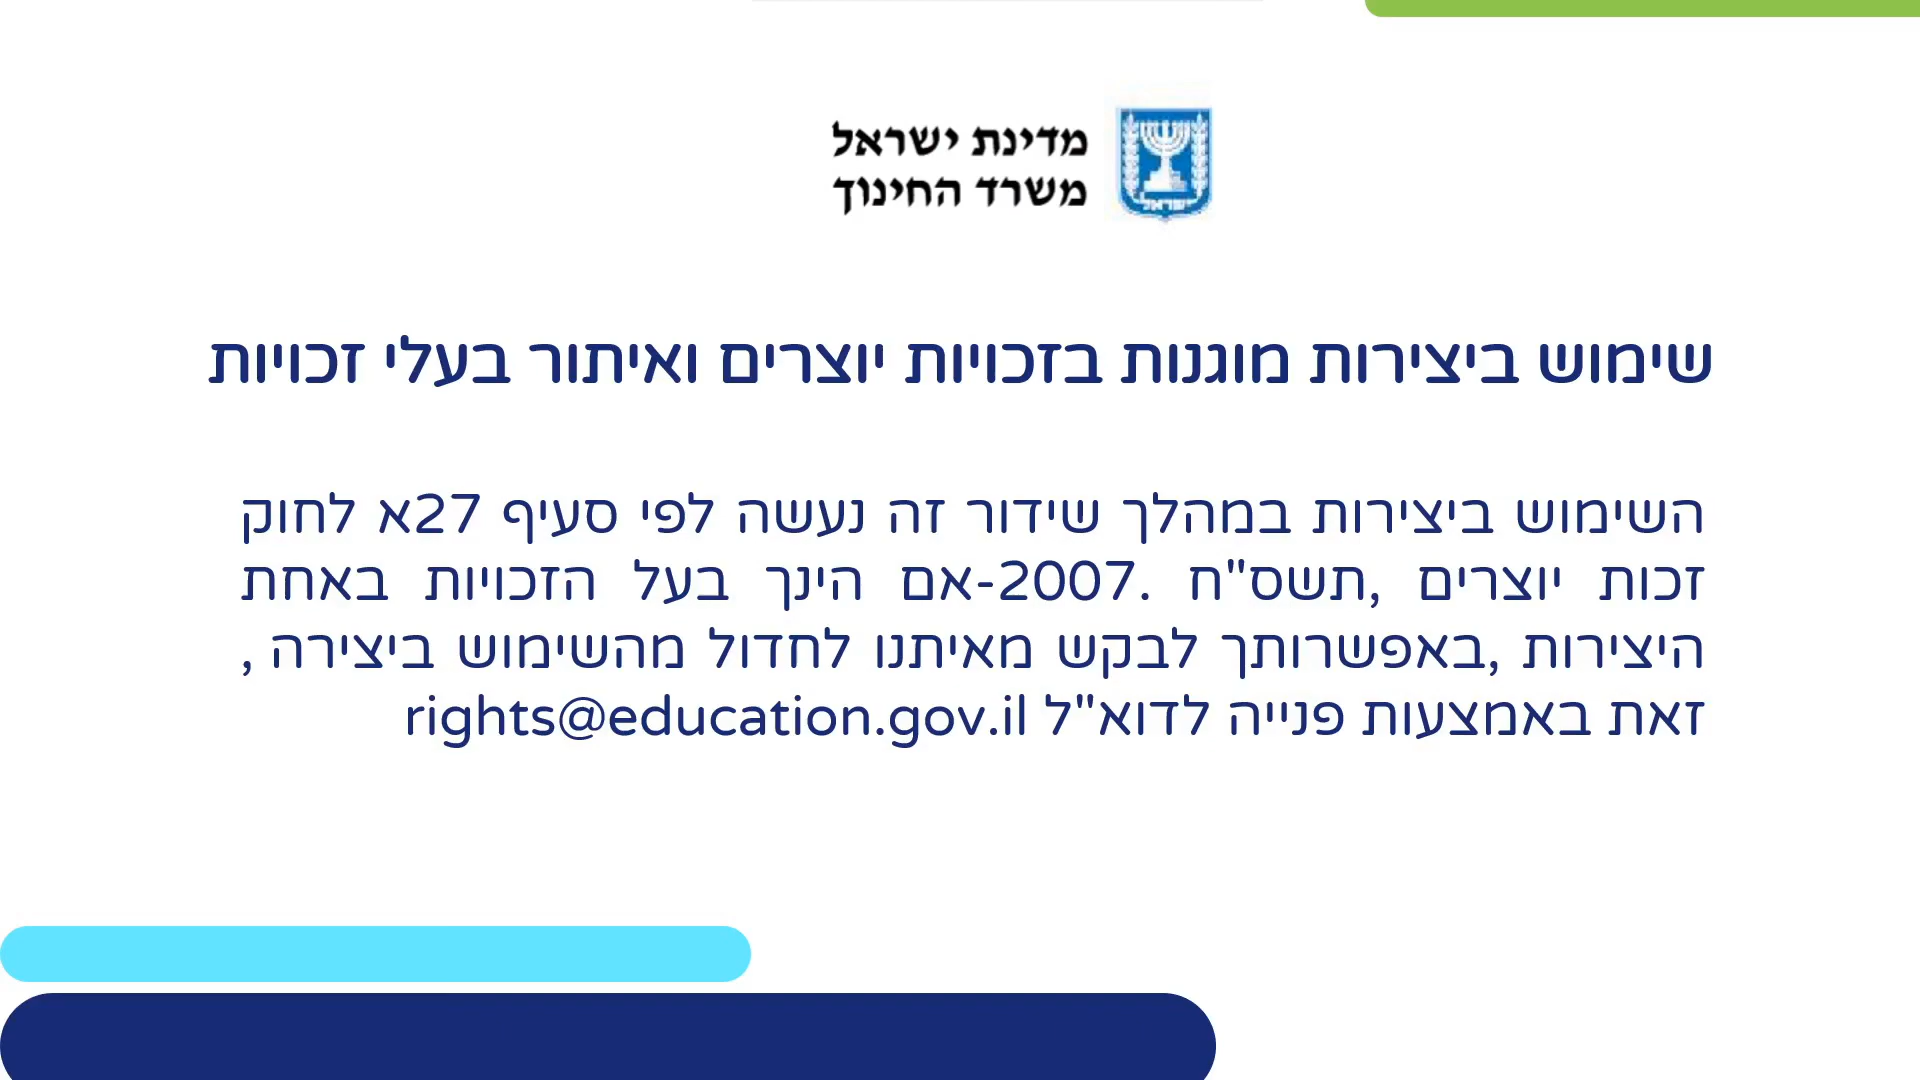 מדינת ישראל
משרד החינוך
ישראל
שימוש ביצירות מוגנות בזכויות יוצרים ואיתור בעלי זכויות
השימוש ביצירות במהלך שידור זה נעשה לפי סעיף 27א לחוק
זכות יוצרים ,תשס"ח .2007-אם הינך בעל הזכויות באחת
היצירות ,באפשרותך לבקש מאיתנו לחדול מהשימוש ביצירה ,
זאת באמצעות פנייה לדוא"ל rights@education.gov.il